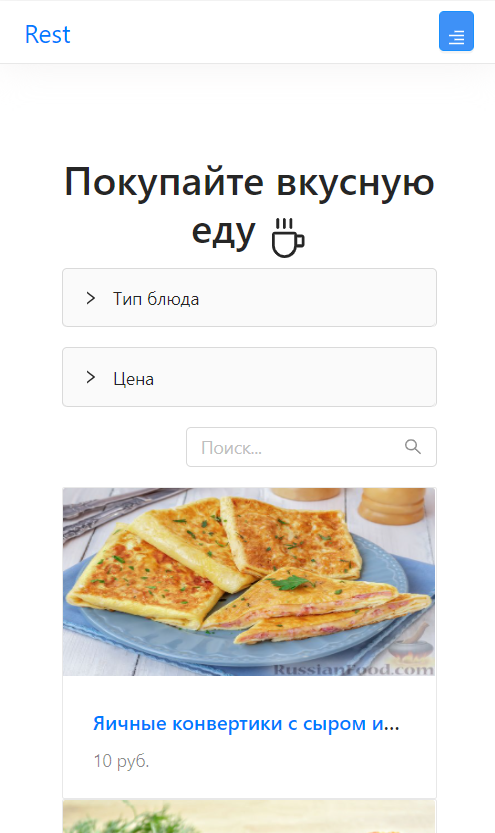 Rest
Покупайте вкусную
еду
Тип блюда
Цена
Поиск...
RussianFood.com
Яичные конвертики с сыром и...
10 руб.